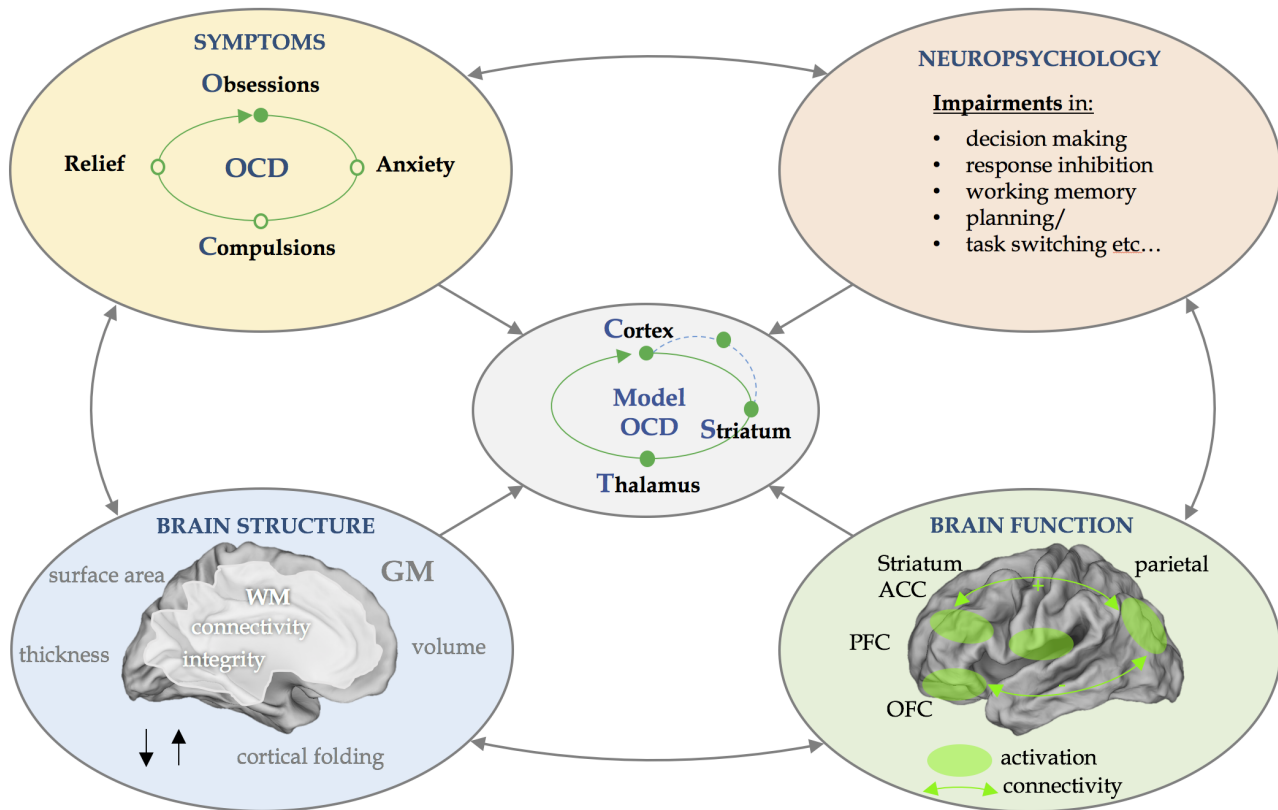 SYMPTOMS
Obsessions
Relief
OCD
Anxiety
Compulsions
NEUROPSYCHOLOGY
Impairments in:
• decision making
• response inhibition
• working memory
• planning/
• task switching etc…
Cortex
Model
OCD
Striatum
Thalamus
BRAIN STRUCTURE
surface area
GM
WM
connectivity
integrity
thickness
volume
cortical folding
BRAIN FUNCTION
Striatum
ACC
parietal
+
PFC
-
OFC
activation
connectivity